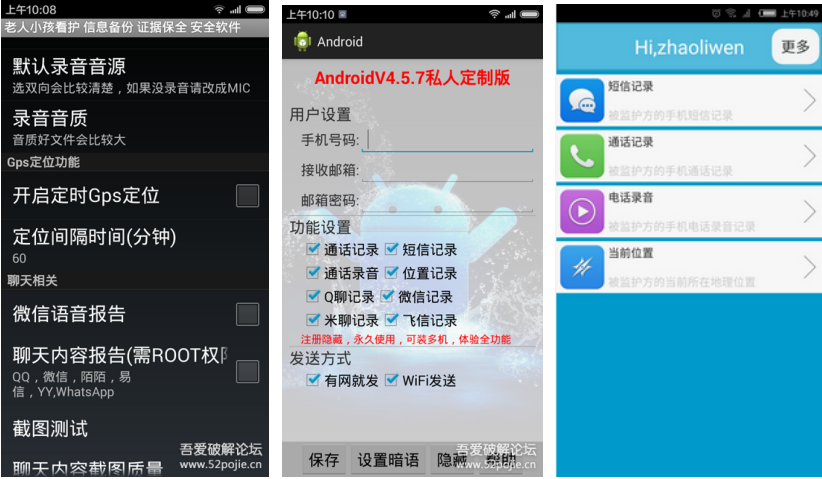 上午10:08
老人小孩看护 信息备份 证据保全 安全软件
默认录音音源
选双向会比较清楚，如果没录音请改成MIC
录音音质
音质好文件会比较大
Gps定位功能
开启定时Gps定位
定位间隔时间(分钟)
60
聊天相关
微信语音报告
聊天内容报告(需ROOT权
QQ，微信，陌陌，易
信，YY,WhatsApp
截图测试
聊天内容截图质量
吾爱破解论坛
www.52pojie.cn
上午10:10
Android
AndroidV4.5.7私人定制版
用户设置
手机号码:
接收邮箱:
邮箱密码:
功能设置
通话记录 短信记录
通话录音 位置记录
Q聊记录 微信记录
米聊记录 飞信记录
注册隐藏，永久使用，可装多机，体验全功能
发送方式
有网就发 WiFi发送
保存 设置暗语 隐藏 帮助
吾爱破解论坛
www.52pojie.cn
上午10:49
Hi,zhaoliwen
更多
短信记录
被监护方的手机短信记录
通话记录
被监护方的手机通话记录
电话录音
被监护方的手机电话录音记录
当前位置
被监护方的当前所在地理位置